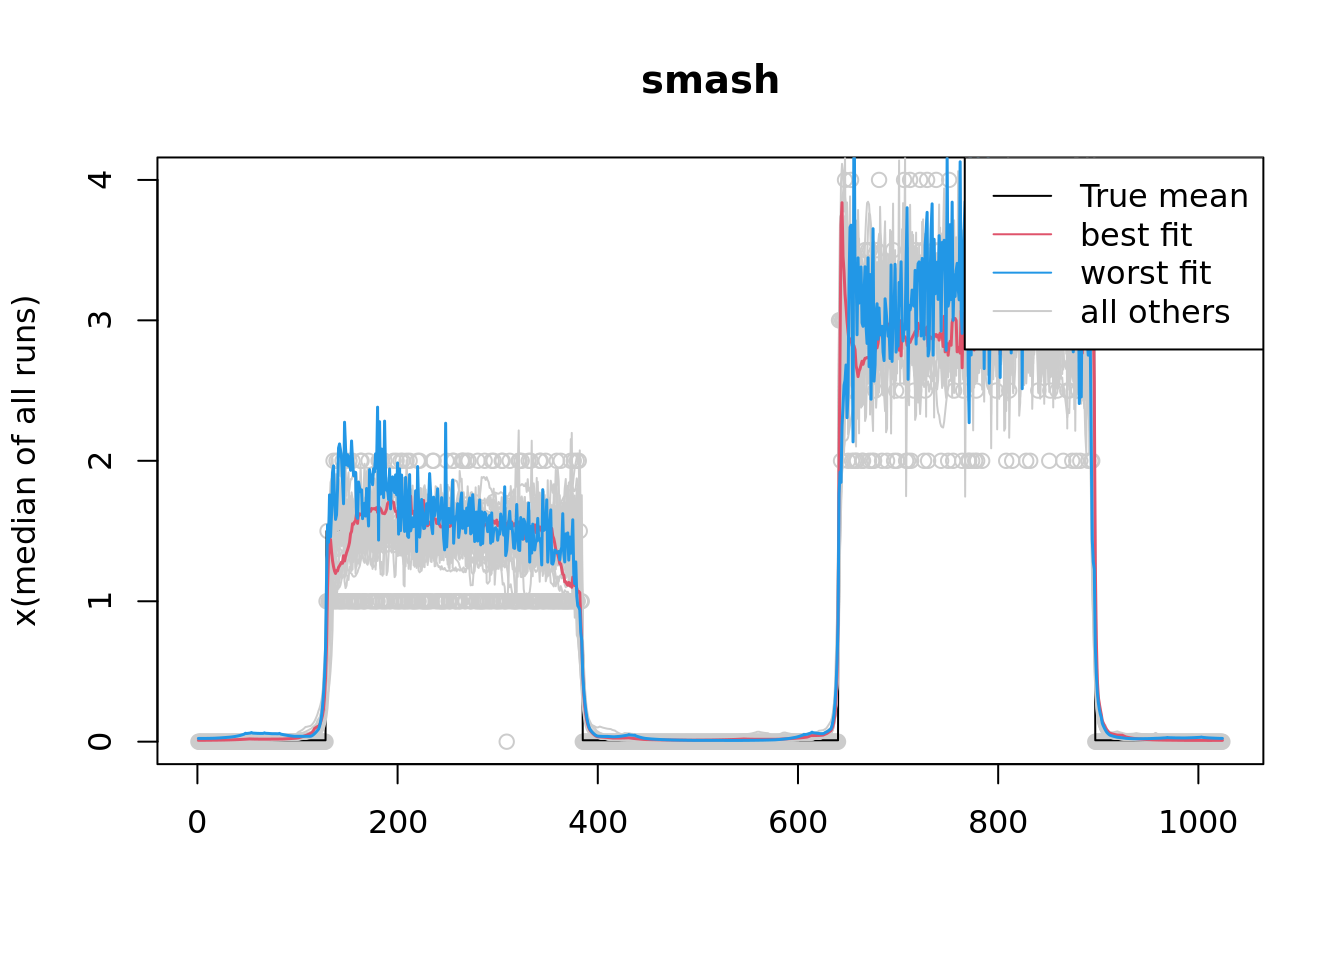 smash
x(median of all runs)
4
3
2
1
0
0 200 400 600 800 1000
True mean
best fit
worst fit
all others